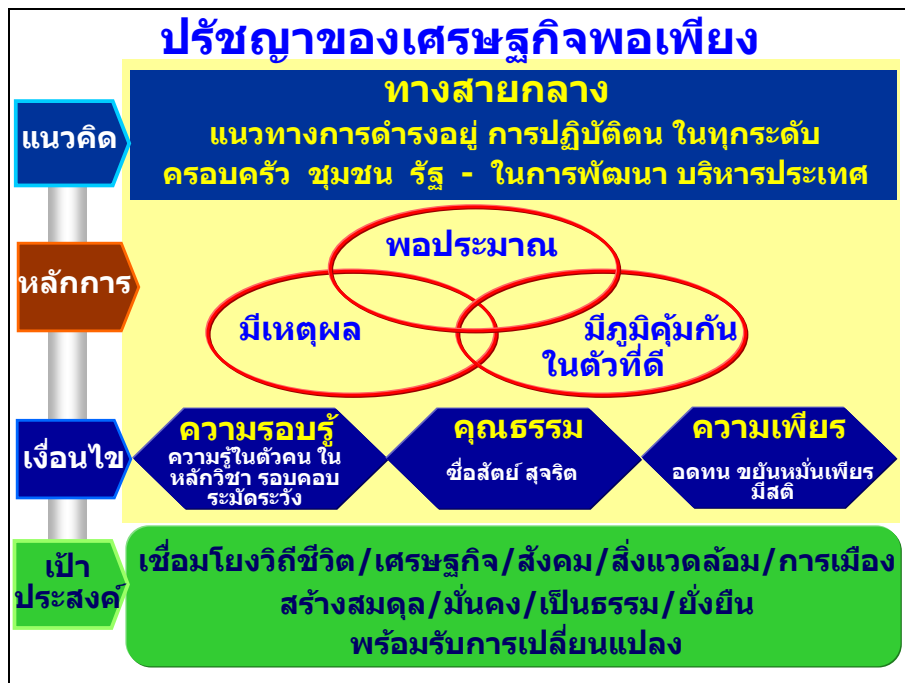 ปรัชญาของเศรษฐกิจพอเพียง
แนวคิด
ทางสายกลาง
แนวทางการดำรงอยู่ การปฏิบัติตน ในทุกระดับ
ครอบครัว ชุมชน รัฐ - ในการพัฒนา บริหารประเทศ
หลักการ
พอประมาณ
มีเหตุผล
มีภูมิคุ้มกัน
ในตัวที่ดี
เงื่อนไข
ความรอบรู้
ความรู้ในตัวคน ใน
หลักวิชา รอบคอบ
ระมัดระวัง
คุณธรรม
ซื่อสัตย์ สุจริต
ความเพียร
อดทน ขยันหมั่นเพียร
มีสติ
เป้า
ประสงค์
เชื่อมโยงวิถีชีวิต/เศรษฐกิจ/สังคม/สิ่งแวดล้อม/การเมือง
สร้างสมดุล/มั่นคง/เป็นธรรม/ยั่งยืน
พร้อมรับการเปลี่ยนแปลง